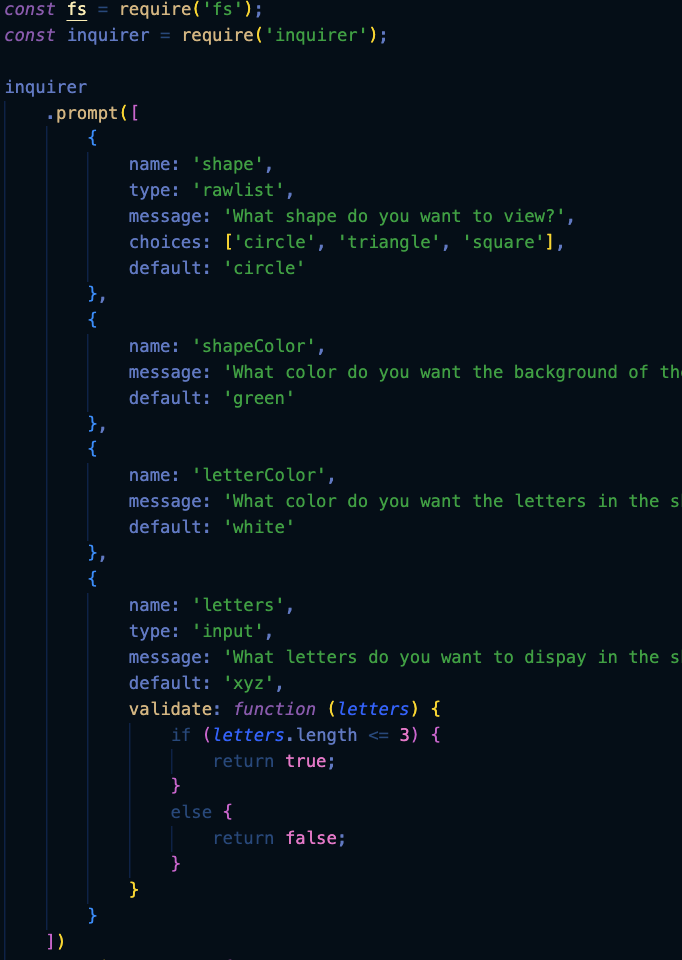 const fs = require('fs');
const inquirer = require('inquirer');
inquirer
.prompt([
{
name: 'shape',
type: 'rawlist',
message: 'What shape do you want to view?',
choices: ['circle', 'triangle', 'square'],
default: 'circle'
},
{
name: 'shapeColor',
message: 'What color do you want the background of the
default: 'green'
},
{
name: 'letterColor',
message: 'What color do you want the letters in the s
default: 'white'
},
{
name: 'letters',
type: 'input',
message: 'What letters do you want to dispay in the s
default: 'xyz',
validate: function (letters) {
if (letters.length <= 3) {
return true;
}
else {
return false;
}
}
}
])